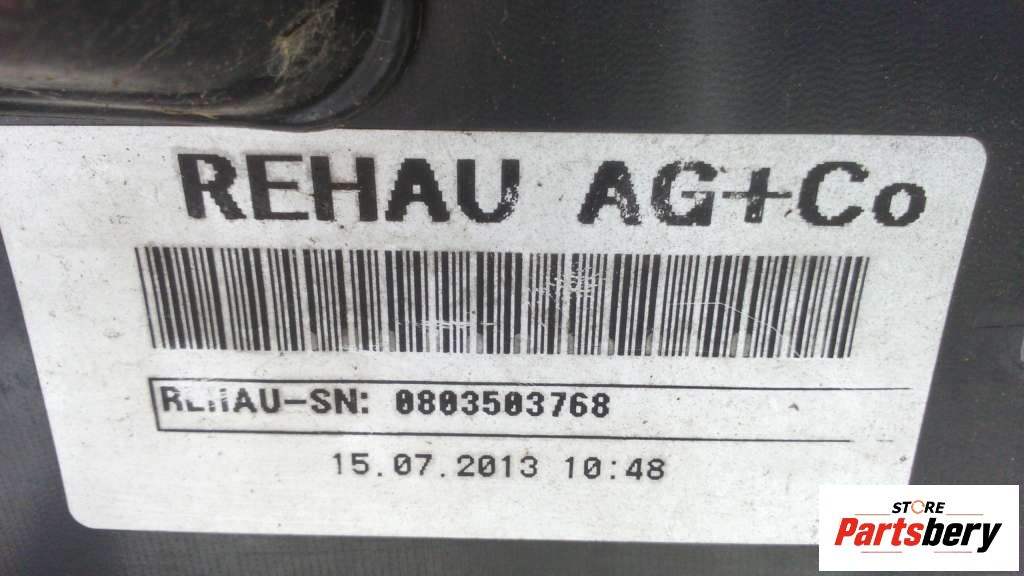 REHAU AG+Co
REHAU-SN: 0803503768
15.07.2013 10:48
STORE
Partsbery